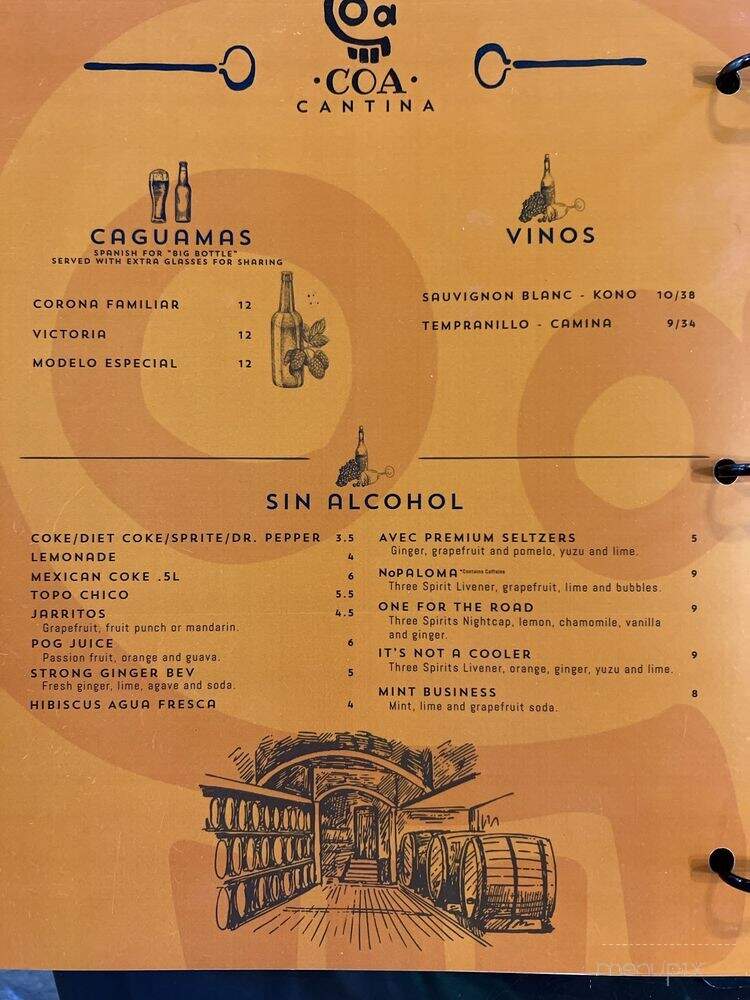 Oa
·COA·
CANTINA
CAGUAMAS
SPANISH FOR "BIG BOTTLE"
SERVED WITH EXTRA GLASSES FOR SHARING
CORONA FAMILIAR 12
VICTORIA 12
MODELO ESPECIAL 12
VINOS
SAUVIGNON BLANC - KONO 10/38
TEMPRANILLO - CAMINA 9/34
SIN ALCOHOL
COKE/DIET COKE/SPRITE/DR. PEPPER 3.5
LEMONADE 4
MEXICAN COKE .5L 6
TOPO CHICO 5.5
JARRITOS 4.5
Grapefruit, fruit punch or mandarin.
POG JUICE 6
Passion fruit, orange and guava.
STRONG GINGER BEV 5
Fresh ginger, lime, agave and soda.
HIBISCUS AGUA FRESCA 4
AVEC PREMIUM SELTZERS 5
Ginger, grapefruit and pomelo, yuzu and lime.
NoPALOMA *Contains Caffeine 9
Three Spirit Livener, grapefruit, lime and bubbles.
ONE FOR THE ROAD 9
Three Spirits Nightcap, lemon, chamomile, vanilla
and ginger.
IT'S NOT A COOLER 9
Three Spirits Livener, orange, ginger, yuzu and lime.
MINT BUSINESS 8
Mint, lime and grapefruit soda.
menupix